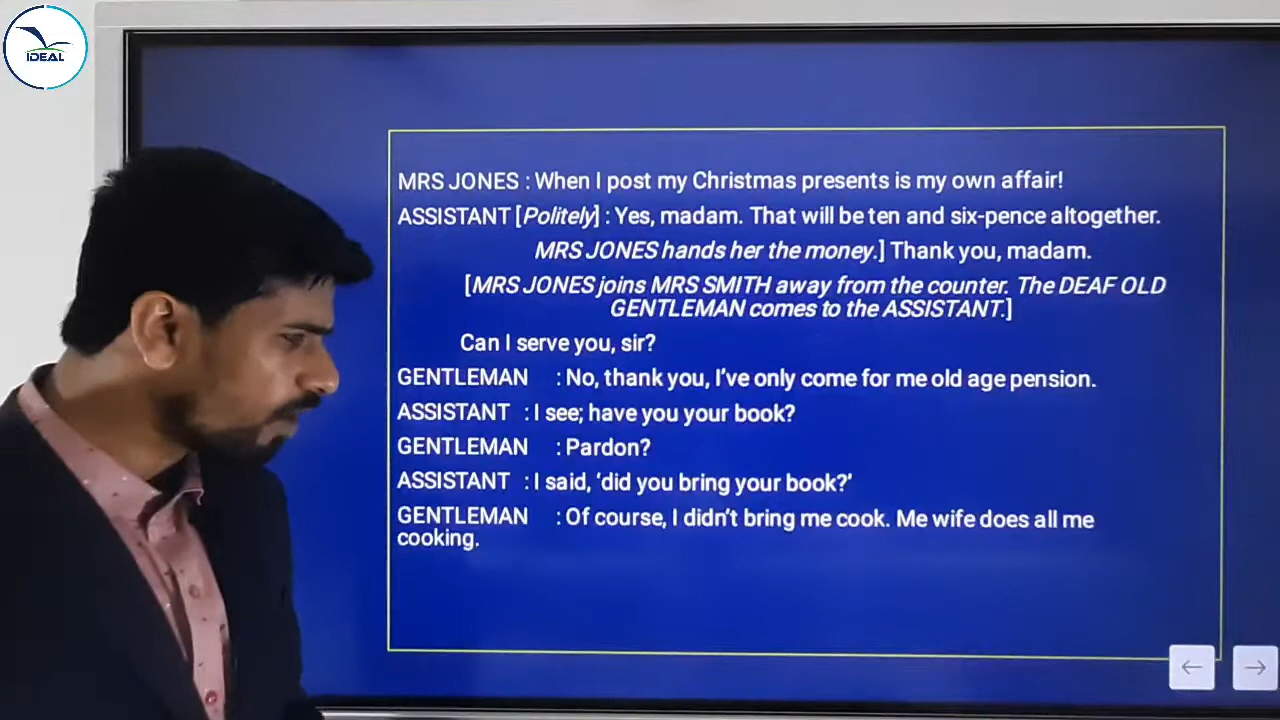 iDEAL
MRS JONES : When I post my Christmas presents is my own affair!
ASSISTANT [Politely] : Yes, madam. That will be ten and six-pence altogether.
MRS JONES hands her the money.] Thank you, madam.
[MRS JONES joins MRS SMITH away from the counter. The DEAF OLD
GENTLEMAN comes to the ASSISTANT.]
Can I serve you, sir?
GENTLEMAN : No, thank you, I've only come for me old age pension.
ASSISTANT : I see; have you your book?
GENTLEMAN : Pardon?
ASSISTANT : I said, 'did you bring your book?'
GENTLEMAN : Of course, I didn't bring me cook. Me wife does all me
cooking.